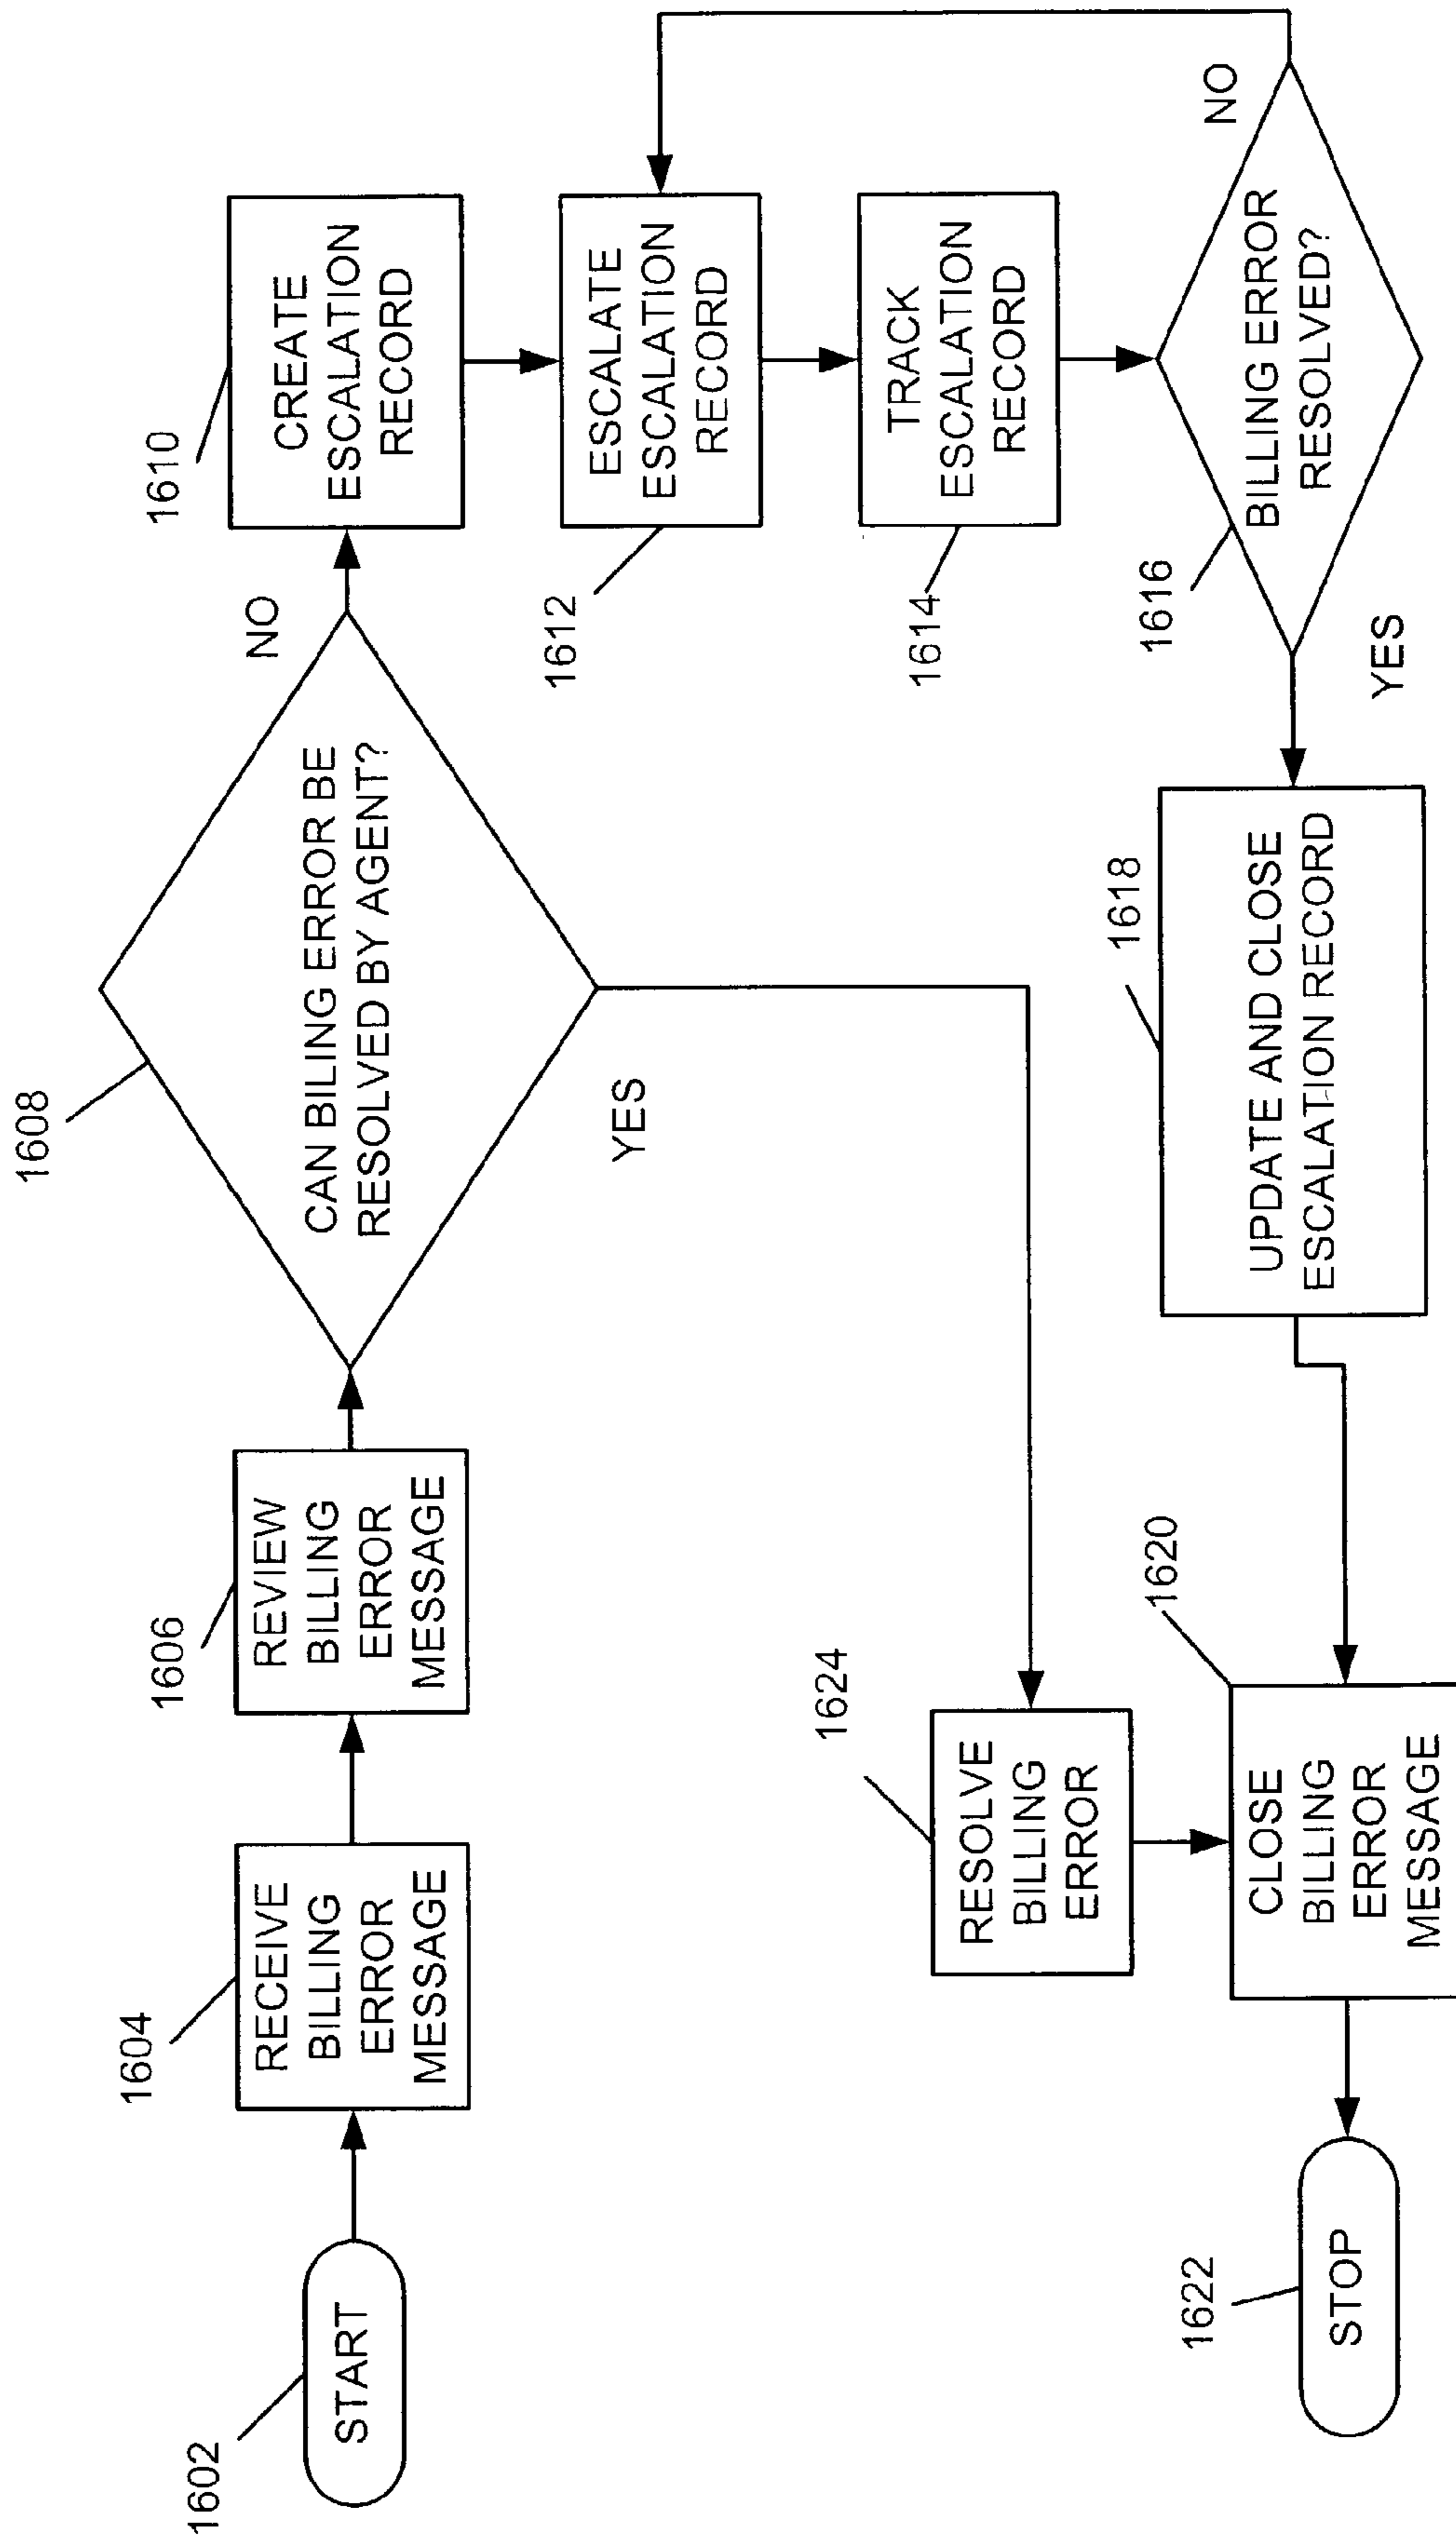 1602
START
1604
RECEIVE
BILLING
ERROR
MESSAGE
1606
REVIEW
BILLING
ERROR
MESSAGE
1608
CAN BILING ERROR BE
RESOLVED BY AGENT?
NO
YES
1610
CREATE
ESCALATION
RECORD
1612
ESCALATE
ESCALATION
RECORD
1614
TRACK
ESCALATION
RECORD
1616
BILLING ERROR
RESOLVED?
NO
YES
1618
UPDATE AND CLOSE
ESCALATION RECORD
1624
RESOLVE
BILLING
ERROR
1620
CLOSE
BILLING
ERROR
MESSAGE
1622
STOP